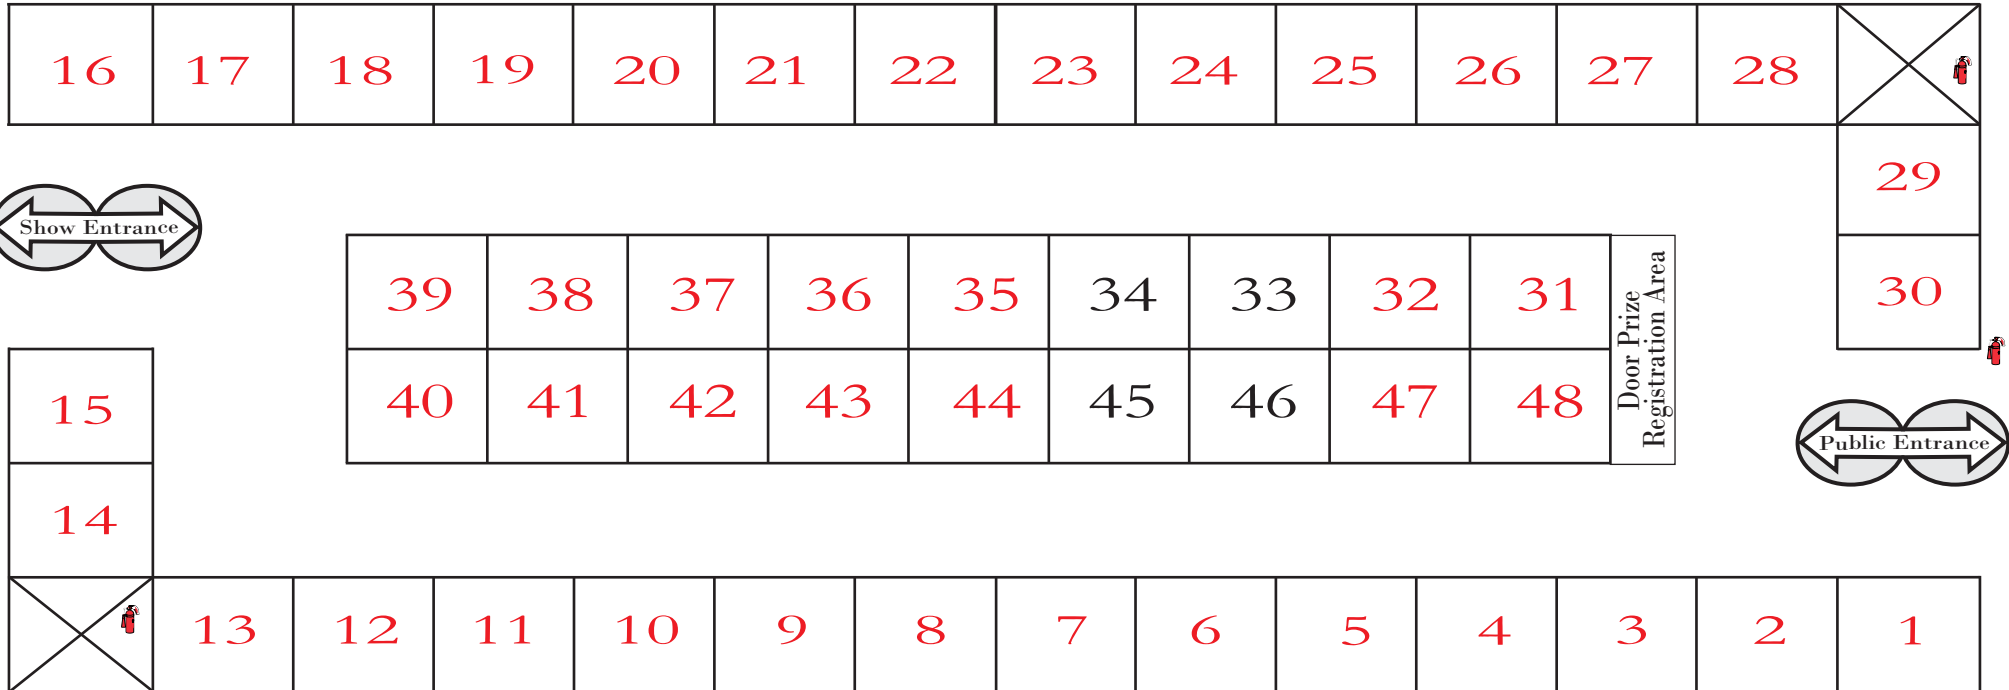 16 17 18 19 20 21 22 23 24 25 26 27 28
29
Show Entrance
39 38 37 36 35 34 33 32 31
30
Door Prize
Registration Area
15
40 41 42 43 44 45 46 47 48
Public Entrance
14
13 12 11 10 9 8 7 6 5 4 3 2 1